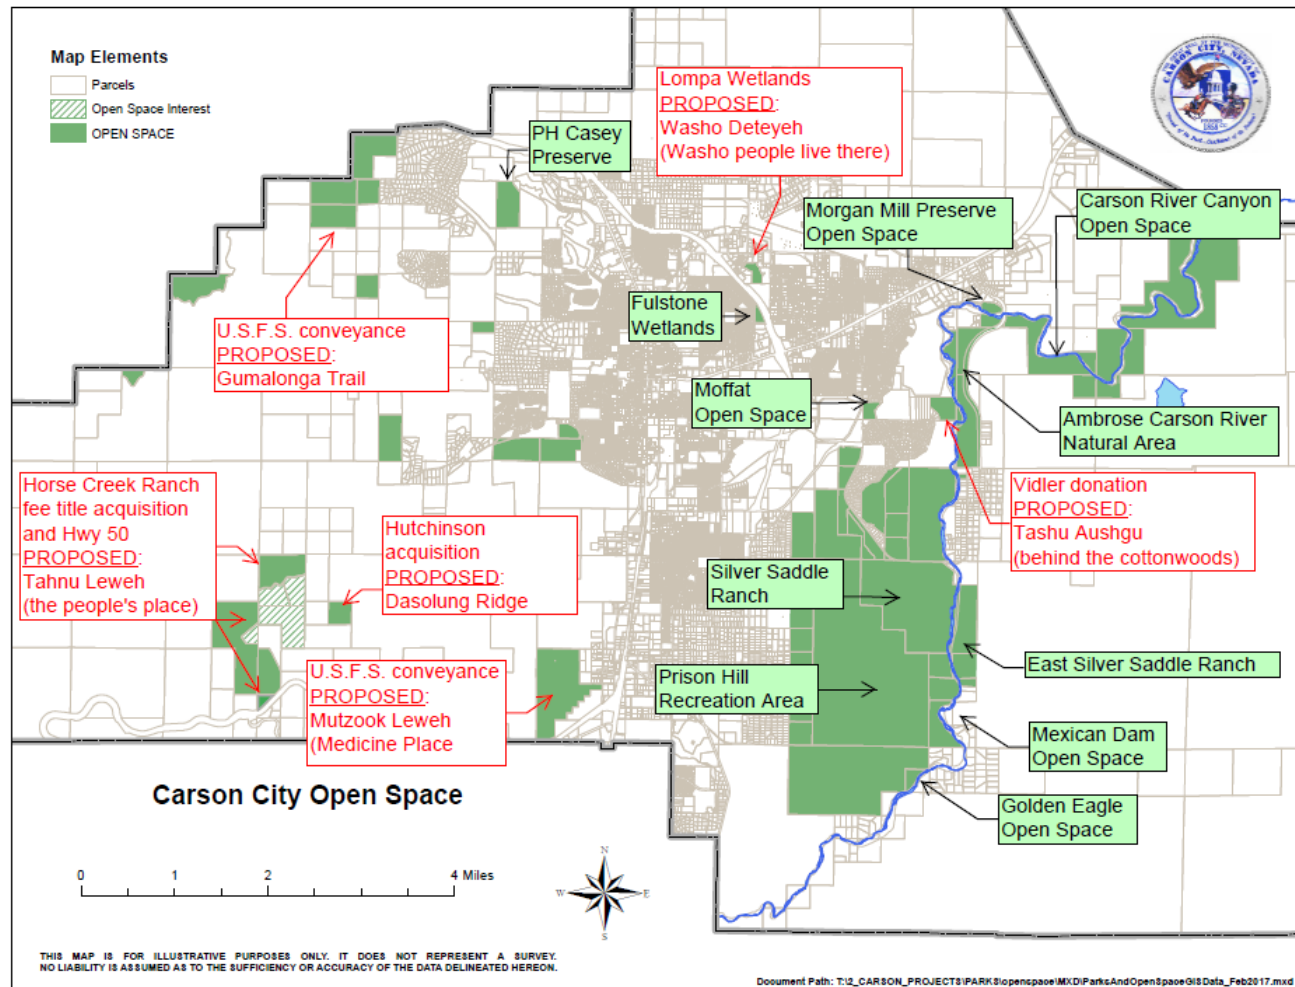 Map Elements
Parcels
Open Space Interest
OPEN SPACE
PH Casey
Preserve
Lompa Wetlands
PROPOSED:
Washo Deteyeh
(Washo people live there)
CARSON CITY, NEVADA
Morgan Mill Preserve
Open Space
Carson River Canyon
Open Space
Fulstone
Wetlands
U.S.F.S. conveyance
PROPOSED:
Gumalonga Trail
Moffat
Open Space
Ambrose Carson River
Natural Area
Horse Creek Ranch
fee title acquisition
and Hwy 50
PROPOSED:
Tahnu Leweh
(the people's place)
Hutchinson
acquisition
PROPOSED:
Dasolung Ridge
Vidler donation
PROPOSED:
Tashu Aushgu
(behind the cottonwoods)
Silver Saddle
Ranch
East Silver Saddle Ranch
U.S.F.S. conveyance
PROPOSED:
Mutzook Leweh
(Medicine Place
Prison Hill
Recreation Area
Mexican Dam
Open Space
Golden Eagle
Open Space
Carson City Open Space
0 1 2 4 Miles
N
W E
S
THIS MAP IS FOR ILLUSTRATIVE PURPOSES ONLY. IT DOES NOT REPRESENT A SURVEY.
NO LIABILITY IS ASSUMED AS TO THE SUFFICIENCY OR ACCURACY OF THE DATA DELINEATED HEREON.
Document Path: T:\2_CARSON_PROJECTS\PARKS\openspace\MXD\ParksAndOpenSpaceGISData_Feb2017.mxd